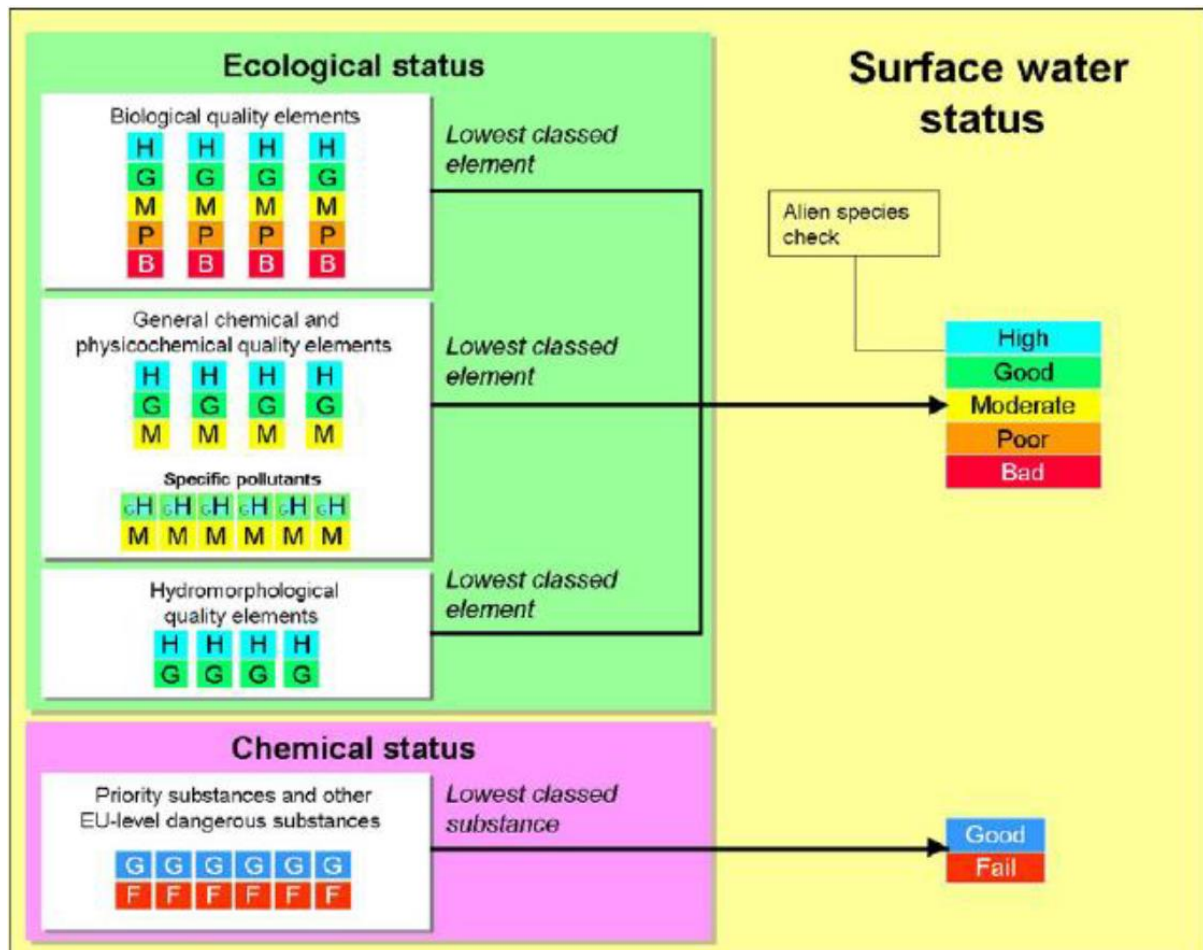 Ecological status
Surface water
status
Biological quality elements
H H H H
G G G G
M M M M
P P P P
B B B B
Lowest classed
element
Alien species
check
General chemical and
physicochemical quality elements
H H H H
G G G G
M M M M
Lowest classed
element
Specific pollutants
GH GH GH GH GH GH
M M M M M M
High
Good
Moderate
Poor
Bad
Hydromorphological
quality elements
H H H H
G G G G
Lowest classed
element
Chemical status
Priority substances and other
EU-level dangerous substances
G G G G G G
F F F F F F
Lowest classed
substance
Good
Fail